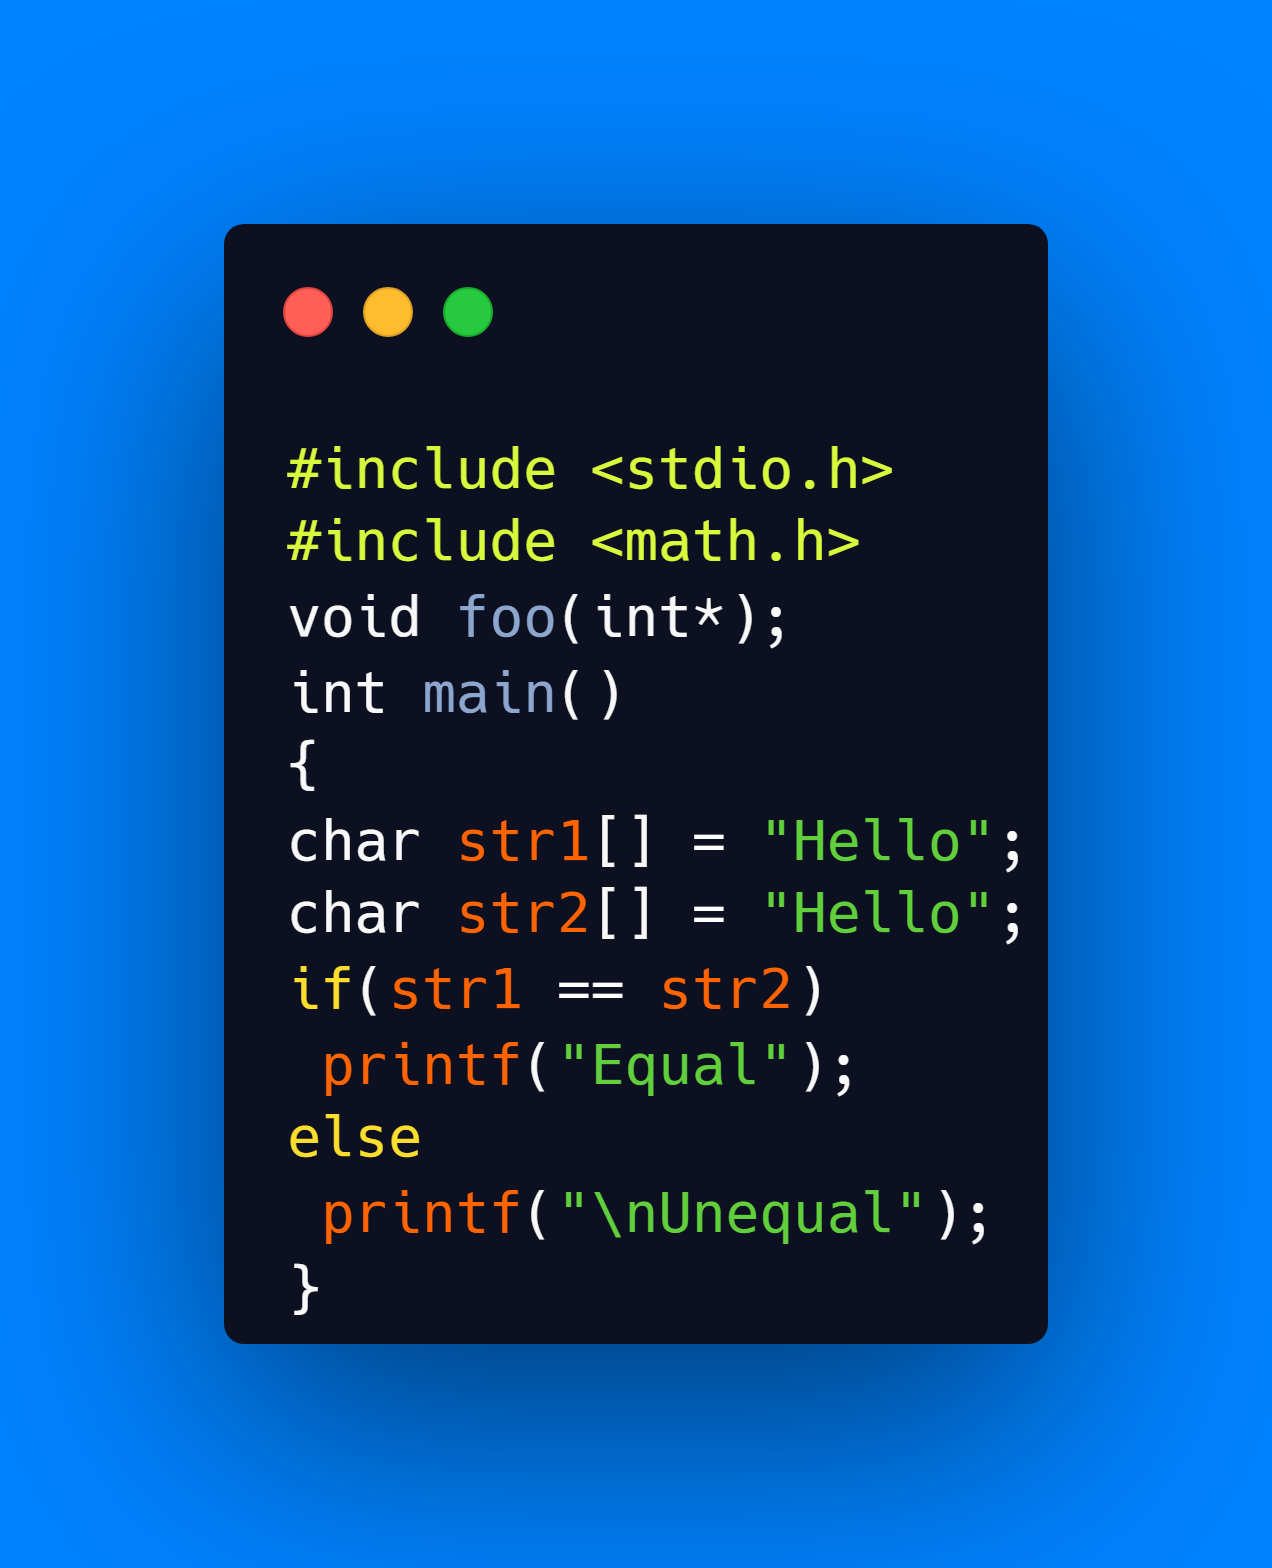 #include <stdio.h>
#include <math.h>
void foo(int*);
int main()
{
char str1[] = "Hello";
char str2[] = "Hello";
if(str1 == str2)
 printf("Equal");
else
 printf("\nUnequal");
}